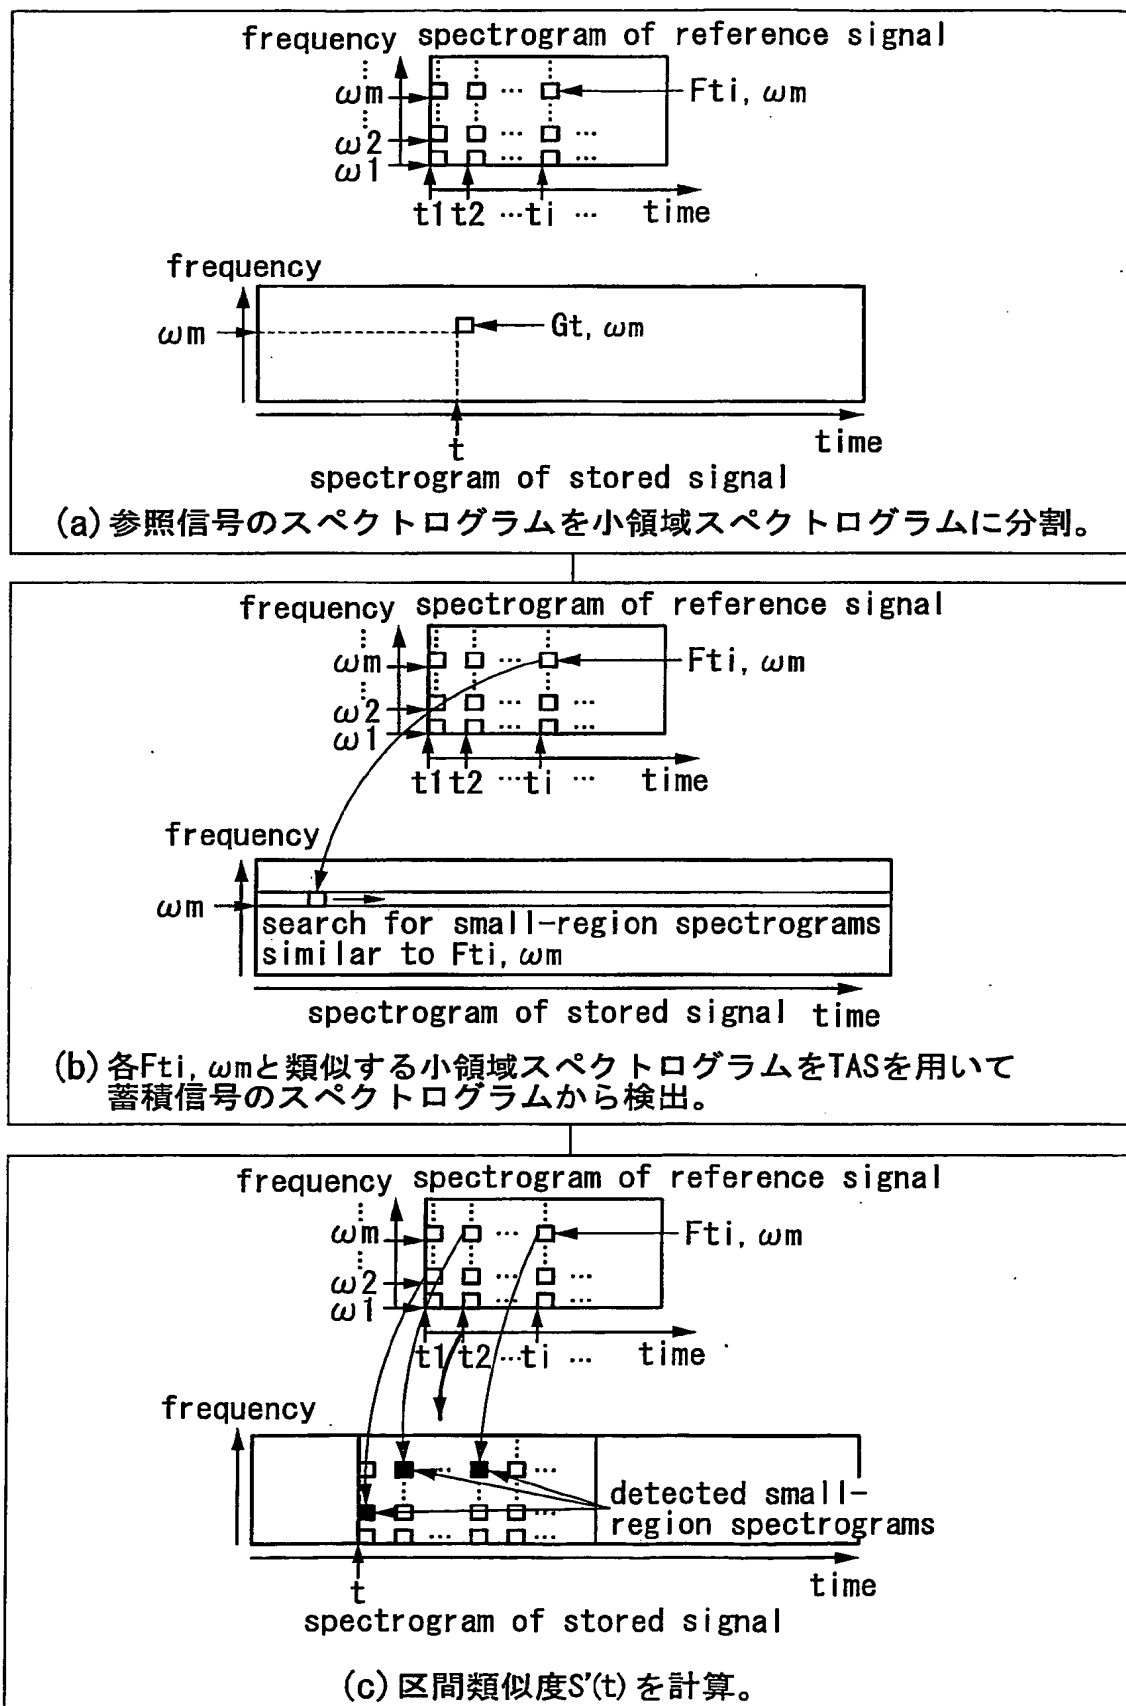 frequency spectrogram of reference signal
⋮
ωm
⋮
ω2
ω1
Fti, ωm
t1 t2 … ti … time
frequency
ωm
Gt, ωm
t
time
spectrogram of stored signal
(a) 参照信号のスペクトログラムを小領域スペクトログラムに分割。
frequency spectrogram of reference signal
⋮
ωm
⋮
ω2
ω1
Fti, ωm
t1 t2 … ti … time
frequency
ωm
search for small-region spectrograms
similar to Fti, ωm
spectrogram of stored signal time
(b) 各Fti, ωmと類似する小領域スペクトログラムをTASを用いて
蓄積信号のスペクトログラムから検出。
frequency spectrogram of reference signal
⋮
ωm
⋮
ω2
ω1
Fti, ωm
t1 t2 … ti … time
frequency
detected small-
region spectrograms
t
time
spectrogram of stored signal
(c) 区間類似度S'(t)を計算。